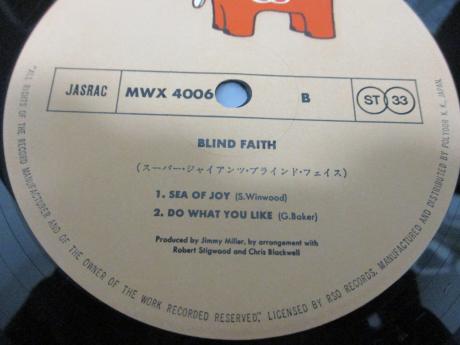 JASRAC
MWX 4006
B
ST 33
BLIND FAITH
(スーパー・ジャイアンツ・ブラインド・フェイス)
1. SEA OF JOY (S.Winwood)
2. DO WHAT YOU LIKE (G.Baker)
Produced by Jimmy Miller, by arrangement with
Robert Stigwood and Chris Blackwell
"ALL RIGHTS OF THE RECORD MANUFACTURER AND OF THE OWNER OF THE WORK RECORDED RESERVED", LICENSED BY RSO RECORDS, MANUFACTURED AND DISTRIBUTED BY POLYDOR K. K., JAPAN.